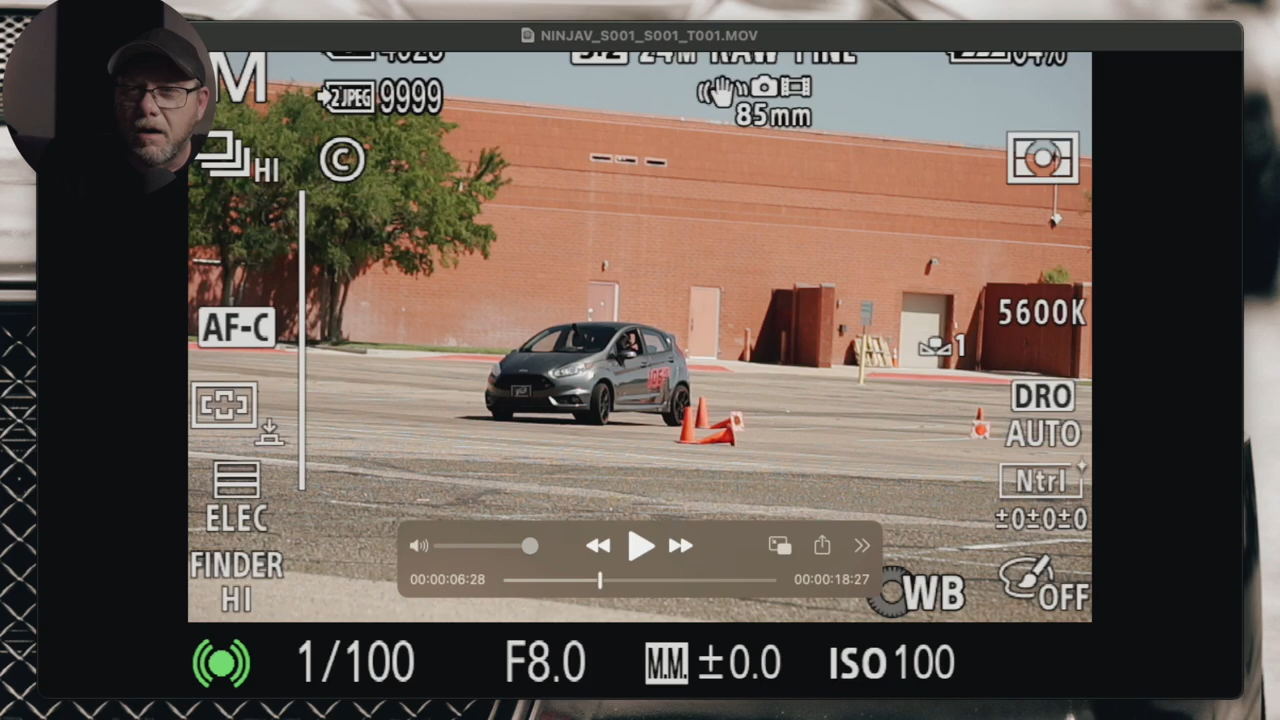 NINJAV_S001_S001_T001.MOV
M
2JPEG 9999
24M RAW FINE
85mm
HI
C
AF-C
5600K
1
DRO
AUTO
Ntrl
±0±0±0
ELEC
FINDER
HI
00:00:06:28
00:00:18:27
WB
OFF
1/100
F8.0
M.M. ±0.0
ISO 100